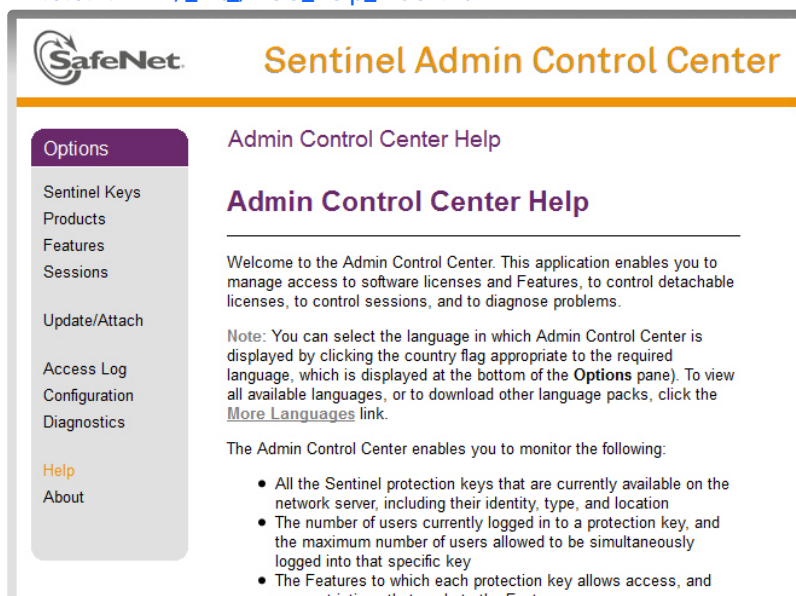 SafeNet.
Sentinel Admin Control Center
Options
Sentinel Keys
Products
Features
Sessions
Update/Attach
Access Log
Configuration
Diagnostics
Help
About
Admin Control Center Help
Admin Control Center Help
Welcome to the Admin Control Center. This application enables you to
manage access to software licenses and Features, to control detachable
licenses, to control sessions, and to diagnose problems.
Note: You can select the language in which Admin Control Center is
displayed by clicking the country flag appropriate to the required
language, which is displayed at the bottom of the Options pane). To view
all available languages, or to download other language packs, click the
More Languages link.
The Admin Control Center enables you to monitor the following:
All the Sentinel protection keys that are currently available on the
network server, including their identity, type, and location
The number of users currently logged in to a protection key, and
the maximum number of users allowed to be simultaneously
logged into that specific key
The Features to which each protection key allows access, and